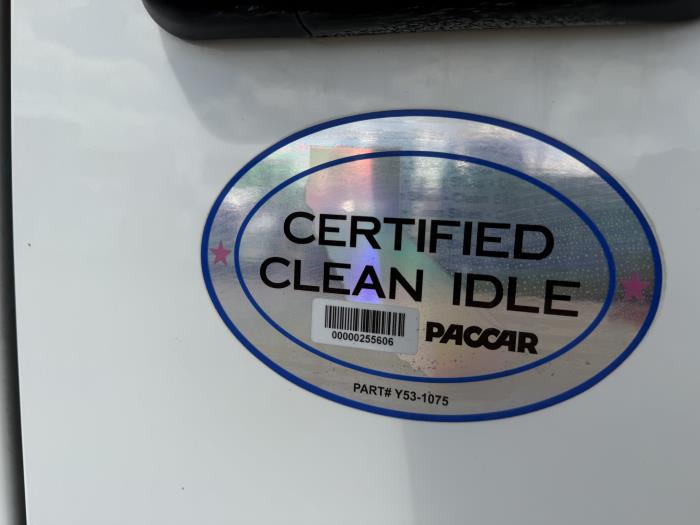 CERTIFIED
CLEAN IDLE
00000255606
PACCAR
PART# Y53-1075